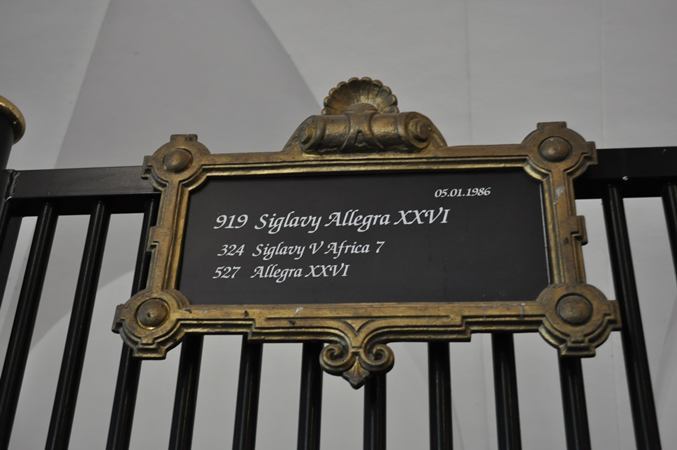 05.01.1986
919 Siglavy Allegra XXVI
324 Siglavy V Africa 7
527 Allegra XXVI